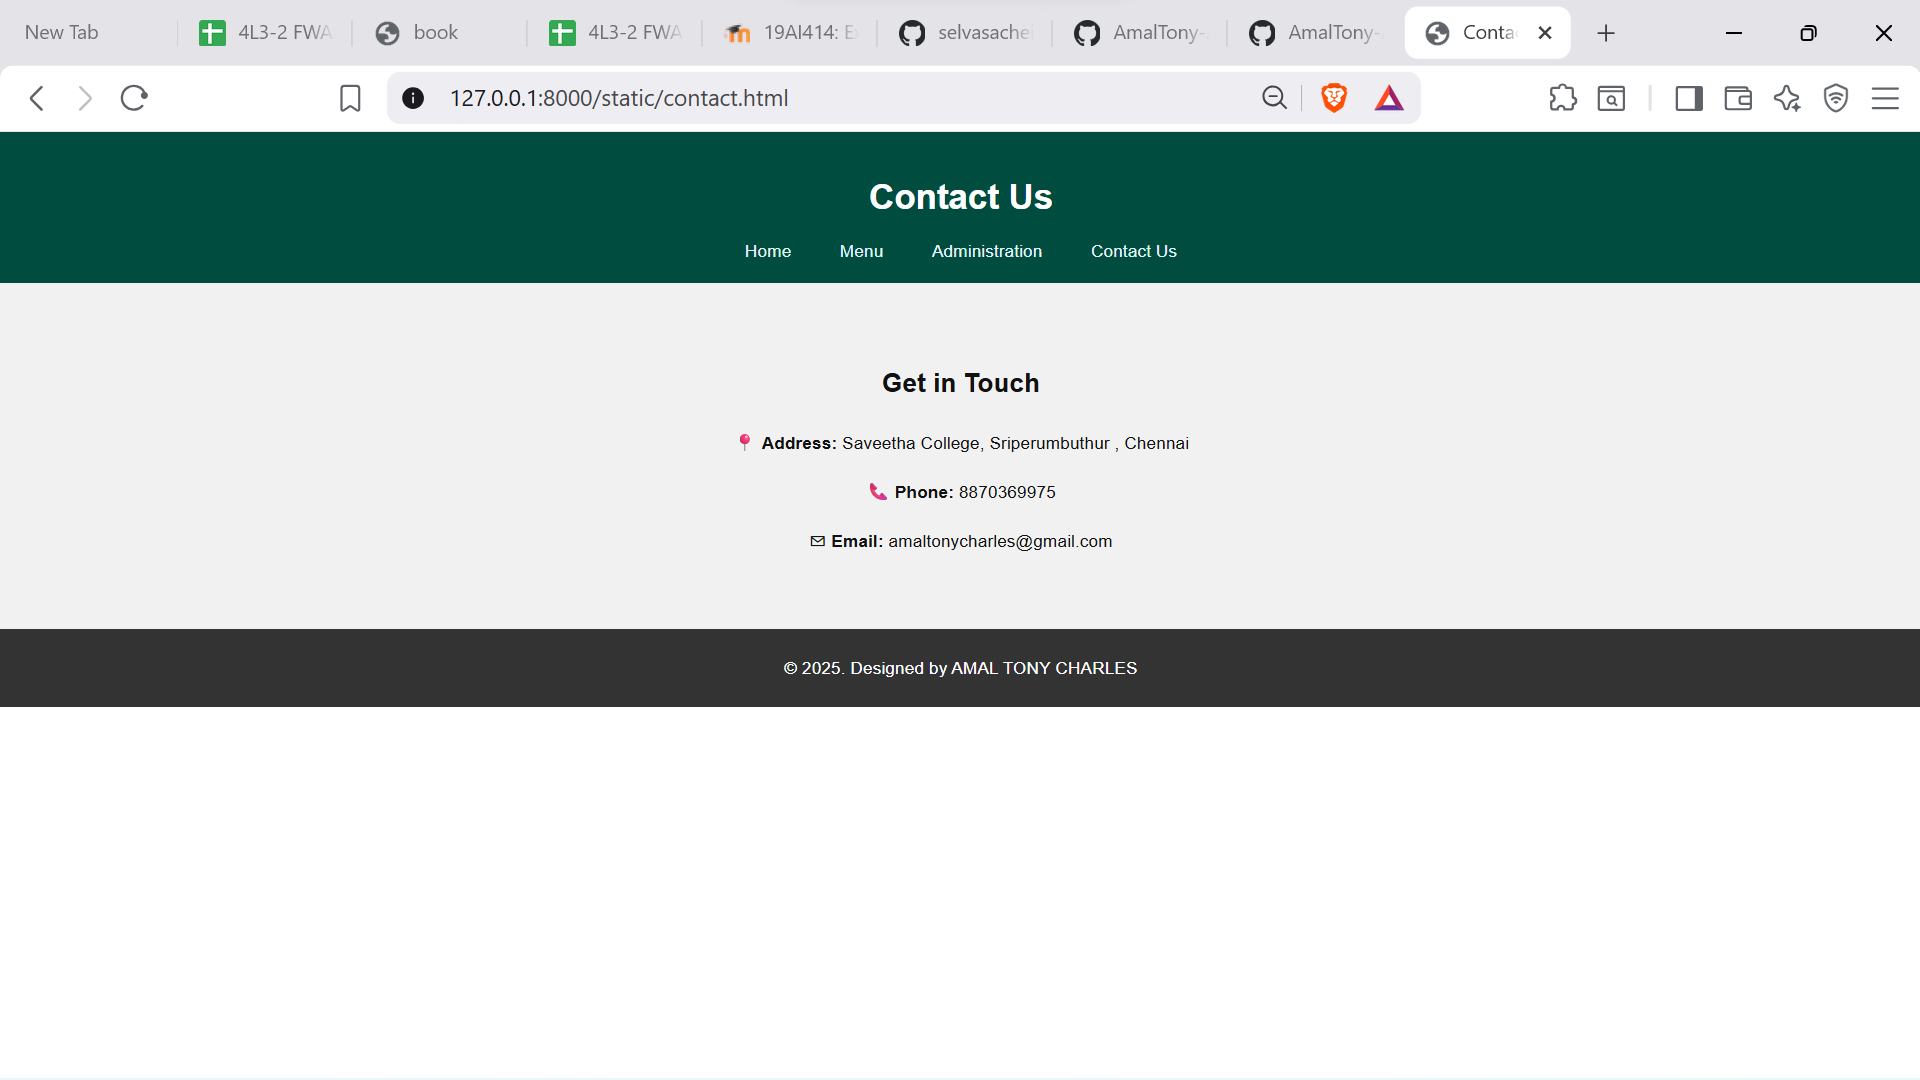 New Tab
4L3-2 FWA
book
4L3-2 FWA
19AI414: E
selvasache
AmalTony-
AmalTony-
Conta
127.0.0.1:8000/static/contact.html
Contact Us
Home Menu Administration Contact Us
Get in Touch
📍 Address: Saveetha College, Sriperumbuthur , Chennai
📞 Phone: 8870369975
✉ Email: amaltonycharles@gmail.com
© 2025. Designed by AMAL TONY CHARLES